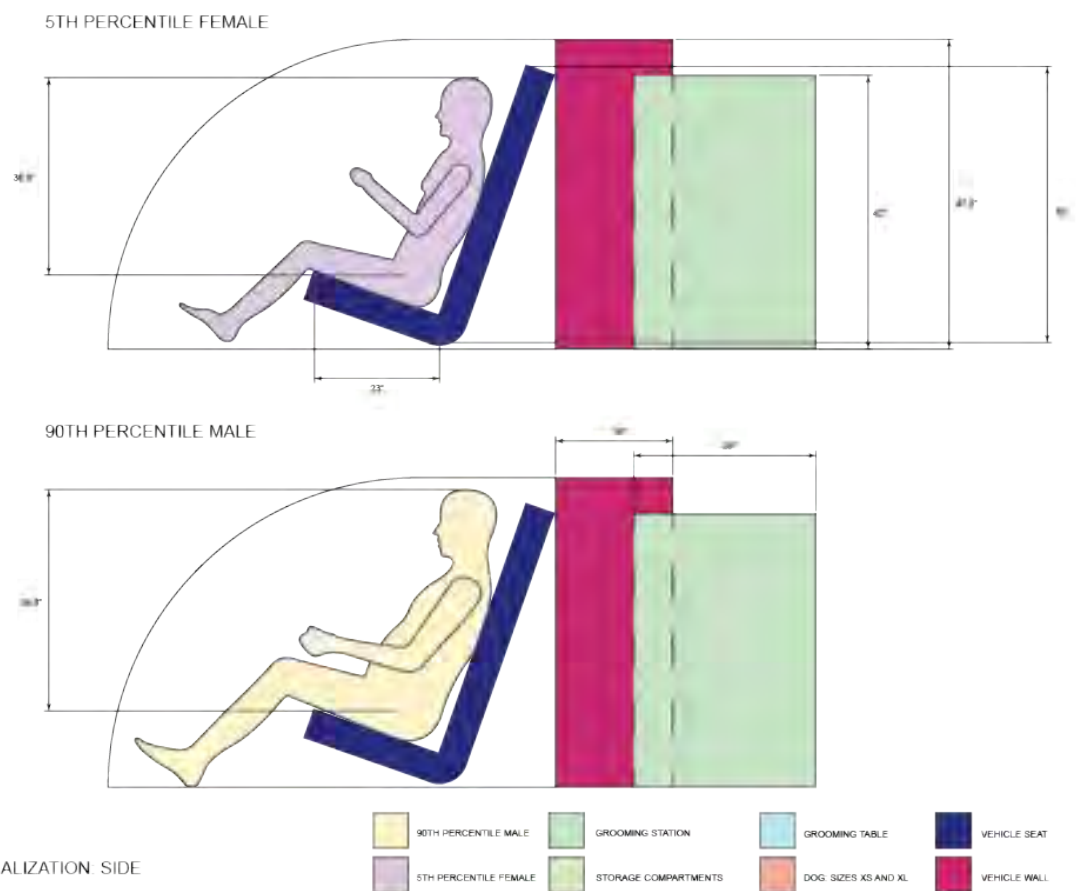 5TH PERCENTILE FEMALE
23"
90TH PERCENTILE MALE
90TH PERCENTILE MALE
GROOMING STATION
GROOMING TABLE
VEHICLE SEAT
ALIZATION: SIDE
5TH PERCENTILE FEMALE
STORAGE COMPARTMENTS
DOG: SIZES XS AND XL
VEHICLE WALL